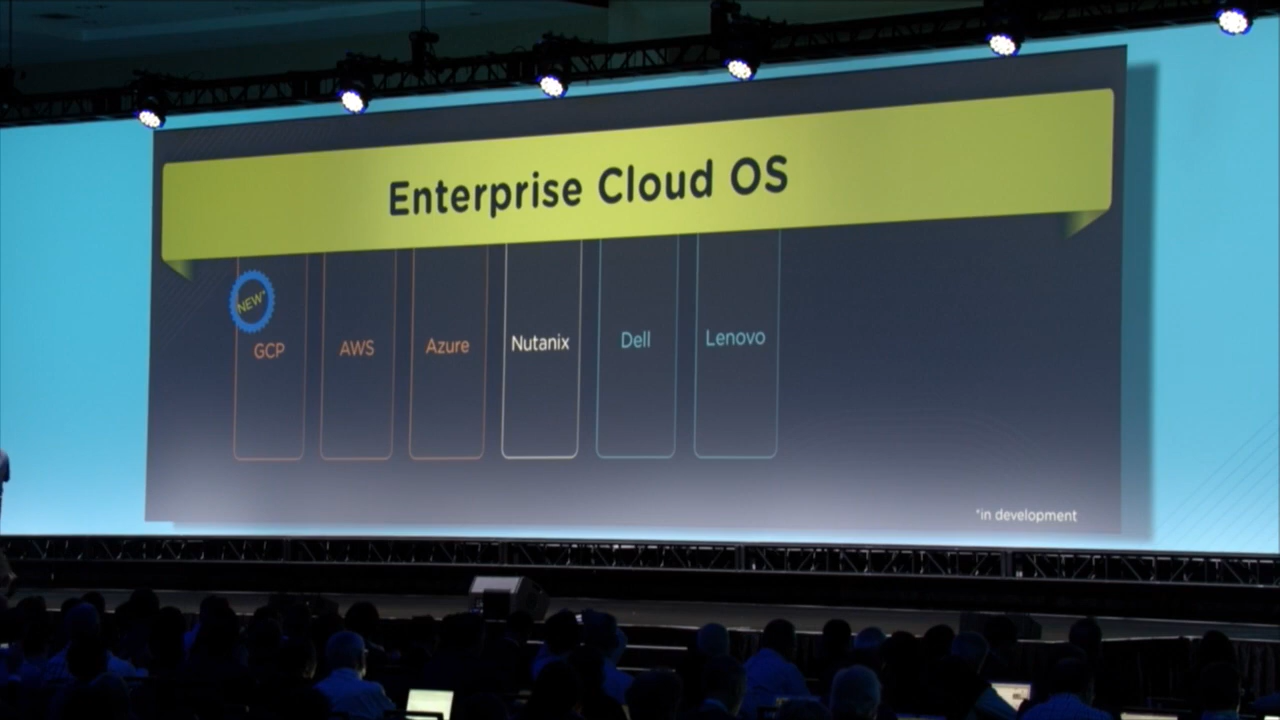 Enterprise Cloud OS
NEW*
GCP
AWS
Azure
Nutanix
Dell
Lenovo
*in development